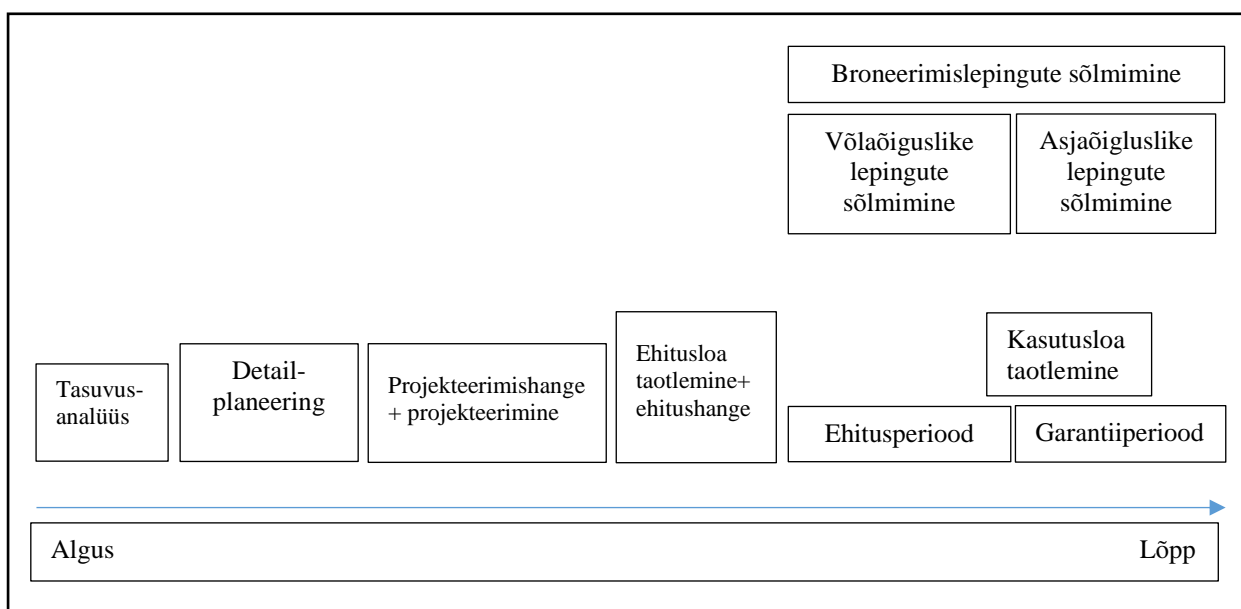 Broneerimislepingute sõlmimine
Võlaõiguslike
lepingute
sõlmimine
Asjaõigluslike
lepingute
sõlmimine
Tasuvus-
analüüs
Detail-
planeering
Projekteerimishange
+ projekteerimine
Ehitusloa
taotlemine+
ehitushange
Kasutusloa
taotlemine
Ehitusperiood
Garantiiperiood
Algus
Lõpp